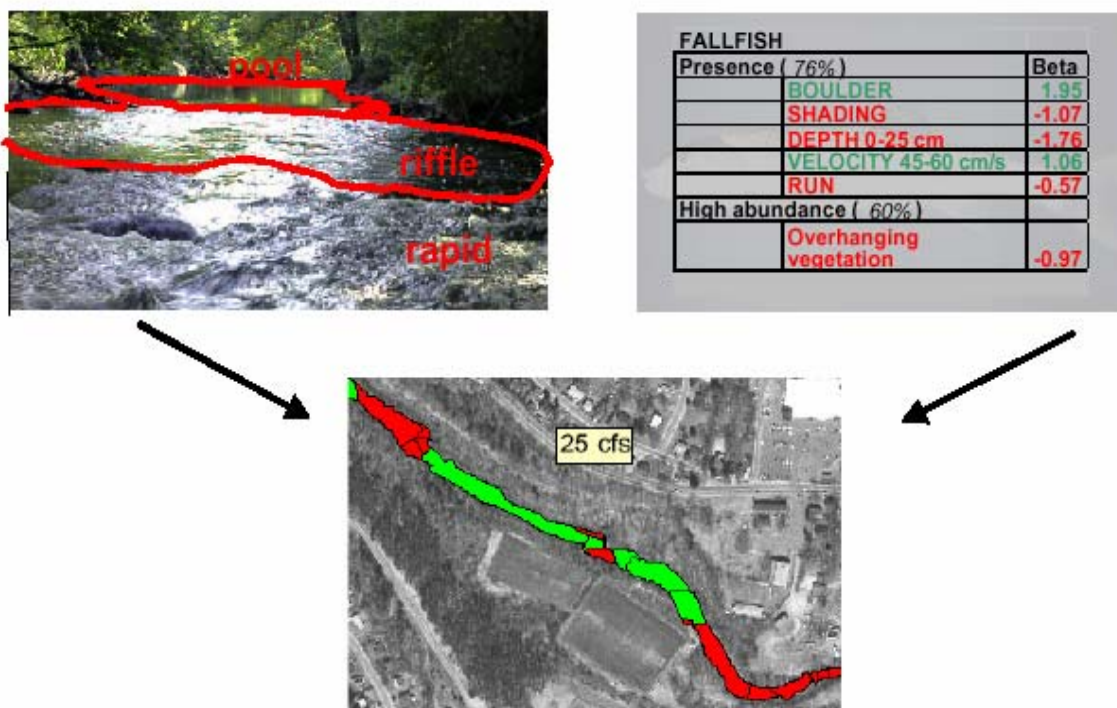 pool
riffle
rapid
FALLFISH
Presence ( 76%) Beta
BOULDER 1.95
SHADING -1.07
DEPTH 0-25 cm -1.76
VELOCITY 45-60 cm/s 1.06
RUN -0.57
High abundance ( 60%)
Overhanging
vegetation -0.97
25 cfs